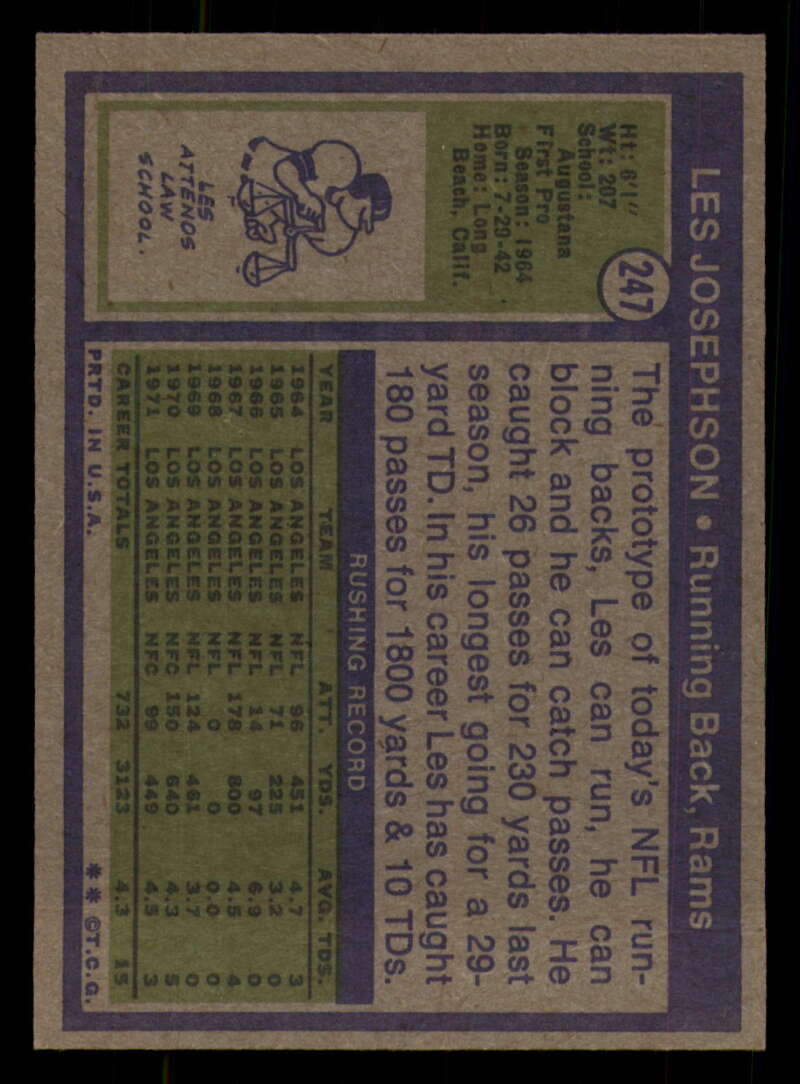 LES JOSEPHSON • Running Back, Rams
247
Ht: 6'1"
Wt: 207
School:
Augustana
First Pro
Season: 1964
Born: 7-29-42
Home: Long
Beach, Calif.
LES
ATTENDS
LAW
SCHOOL.
The prototype of today's NFL run-
ning backs, Les can run, he can
block and he can catch passes. He
caught 26 passes for 230 yards last
season, his longest going for a 29-
yard TD. In his career Les has caught
180 passes for 1800 yards & 10 TDs.
RUSHING RECORD
YEAR TEAM ATT. YDS. AVG. TDS.
1964 LOS ANGELES NFL 96 451 4.7 3
1965 LOS ANGELES NFL 71 225 3.2 0
1966 LOS ANGELES NFL 14 97 6.9 0
1967 LOS ANGELES NFL 178 800 4.5 4
1968 LOS ANGELES NFL 0 0 0.0 0
1969 LOS ANGELES NFL 124 461 3.7 0
1970 LOS ANGELES NFC 150 640 4.3 5
1971 LOS ANGELES NFC 99 449 4.5 3
CAREER TOTALS 732 3123 4.3 15
PRTD. IN U.S.A. ** ©T.C.G.